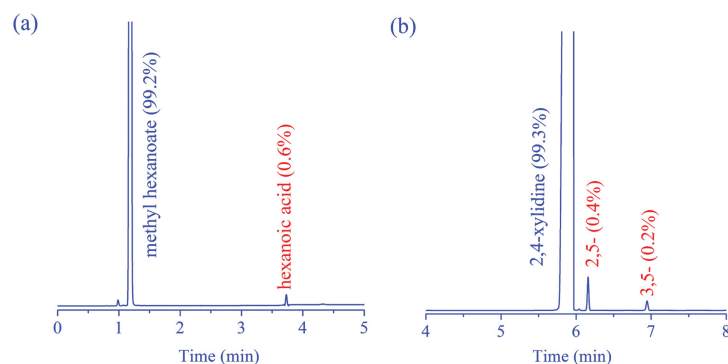 (a)
methyl hexanoate (99.2%)
hexanoic acid (0.6%)
0 1 2 3 4 5
Time (min)
(b)
2,4-xylidine (99.3%)
2,5- (0.4%)
3,5- (0.2%)
4 5 6 7 8
Time (min)